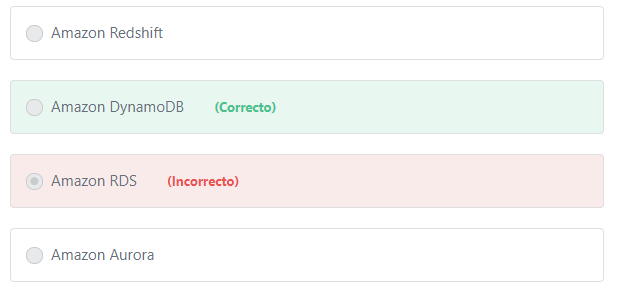 Amazon Redshift
Amazon DynamoDB (Correcto)
Amazon RDS (Incorrecto)
Amazon Aurora